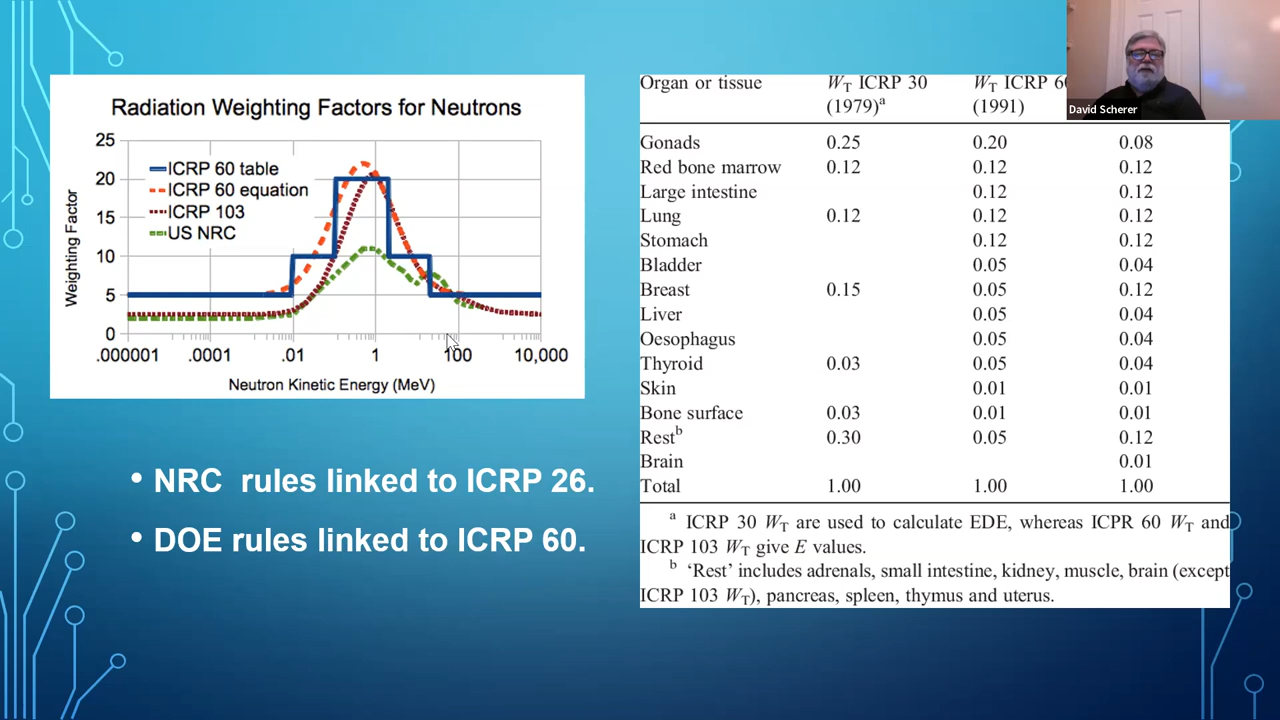 David Scherer
Radiation Weighting Factors for Neutrons
25
20
15
10
5
0
Weighting Factor
ICRP 60 table
ICRP 60 equation
ICRP 103
US NRC
.000001 .0001 .01 1 100 10,000
Neutron Kinetic Energy (MeV)
• NRC rules linked to ICRP 26.
• DOE rules linked to ICRP 60.
Organ or tissue WT ICRP 30 WT ICRP 60
(1979)a (1991)
Gonads 0.25 0.20 0.08
Red bone marrow 0.12 0.12 0.12
Large intestine 0.12 0.12
Lung 0.12 0.12 0.12
Stomach 0.12 0.12
Bladder 0.05 0.04
Breast 0.15 0.05 0.12
Liver 0.05 0.04
Oesophagus 0.05 0.04
Thyroid 0.03 0.05 0.04
Skin 0.01 0.01
Bone surface 0.03 0.01 0.01
Restb 0.30 0.05 0.12
Brain 0.01
Total 1.00 1.00 1.00
a ICRP 30 WT are used to calculate EDE, whereas ICPR 60 WT and
ICRP 103 WT give E values.
b ‘Rest’ includes adrenals, small intestine, kidney, muscle, brain (except
ICRP 103 WT), pancreas, spleen, thymus and uterus.